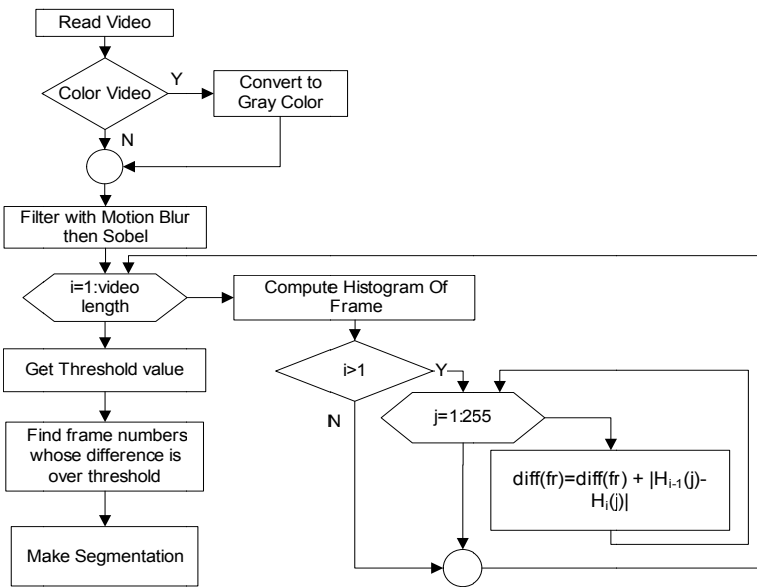 Read Video
Color Video
Y
Convert to
Gray Color
N
Filter with Motion Blur
then Sobel
i=1:video
length
Compute Histogram Of
Frame
Get Threshold value
i>1
Y
N
j=1:255
Find frame numbers
whose difference is
over threshold
diff(fr)=diff(fr) + |Hi-1(j)-
Hi(j)|
Make Segmentation